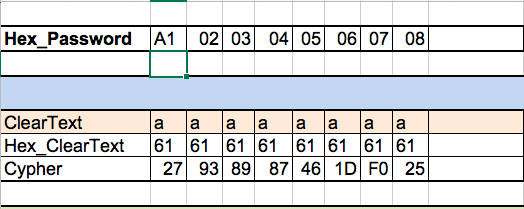 Hex_Password A1 02 03 04 05 06 07 08
ClearText a a a a a a a a
Hex_ClearText 61 61 61 61 61 61 61 61
Cypher 27 93 89 87 46 1D F0 25